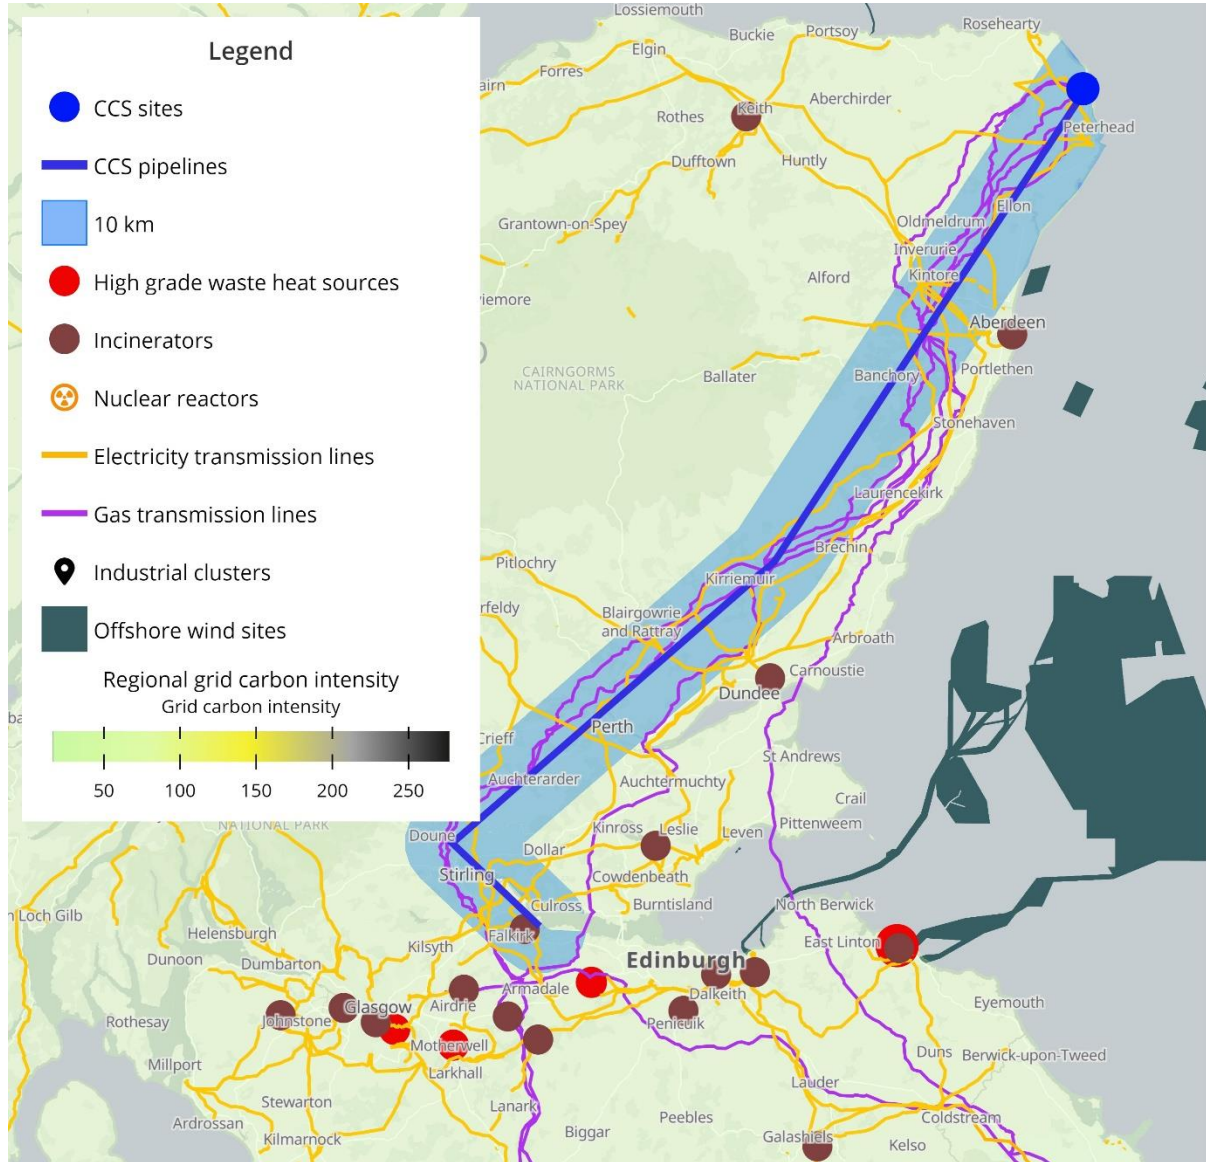 Legend
CCS sites
CCS pipelines
10 km
High grade waste heat sources
Incinerators
Nuclear reactors
Electricity transmission lines
Gas transmission lines
Industrial clusters
Offshore wind sites
Regional grid carbon intensity
Grid carbon intensity
50 100 150 200 250
Lossiemouth
Rosehearty
Buckie
Portsoy
Elgin
Forres
airn
Keith
Aberchirder
Rothes
Peterhead
Dufftown
Huntly
Ellon
Grantown-on-Spey
Oldmeldrum
Inverurie
Kintore
Alford
viemore
Aberdeen
CAIRNGORMS
NATIONAL PARK
Ballater
Banchory
Portlethen
Stonehaven
Laurencekirk
Brechin
Pitlochry
Kirriemuir
erfeldy
Blairgowrie
and Rattray
Arbroath
Carnoustie
Dundee
Perth
Crieff
St Andrews
Auchterarder
Auchtermuchty
Crail
Pittenweem
NATIONAL PARK
Doune
Kinross
Leslie
Leven
Dollar
Stirling
Cowdenbeath
Culross
Burntisland
North Berwick
n Loch Gilb
Helensburgh
Falkirk
East Linton
Kilsyth
Dunoon
Dumbarton
Edinburgh
Armadale
Dalkeith
Airdrie
Glasgow
Eyemouth
Rothesay
Johnstone
Penicuik
Motherwell
Duns
Berwick-upon-Tweed
Millport
Larkhall
Lauder
Stewarton
Lanark
Peebles
Coldstream
Ardrossan
Kilmarnock
Biggar
Galashiels
Kelso